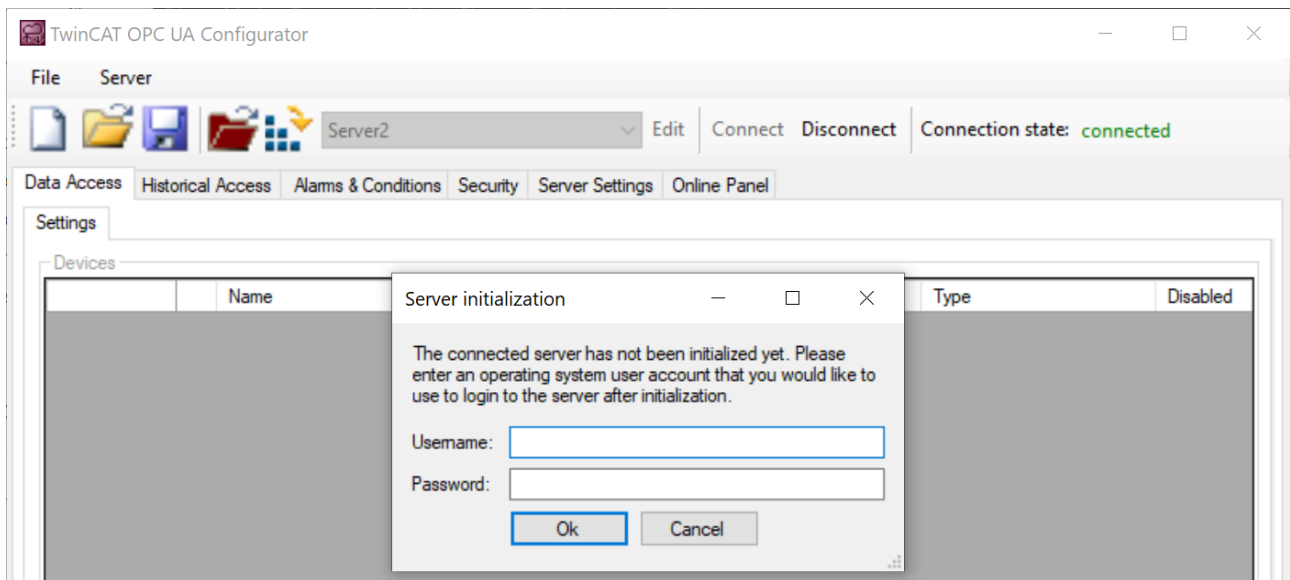 TwinCAT OPC UA Configurator
File Server
Server2 Edit Connect Disconnect Connection state: connected
Data Access Historical Access Alarms & Conditions Security Server Settings Online Panel
Settings
Devices
Name Type Disabled
Server initialization
The connected server has not been initialized yet. Please
enter an operating system user account that you would like to
use to login to the server after initialization.
Username:
Password:
Ok Cancel